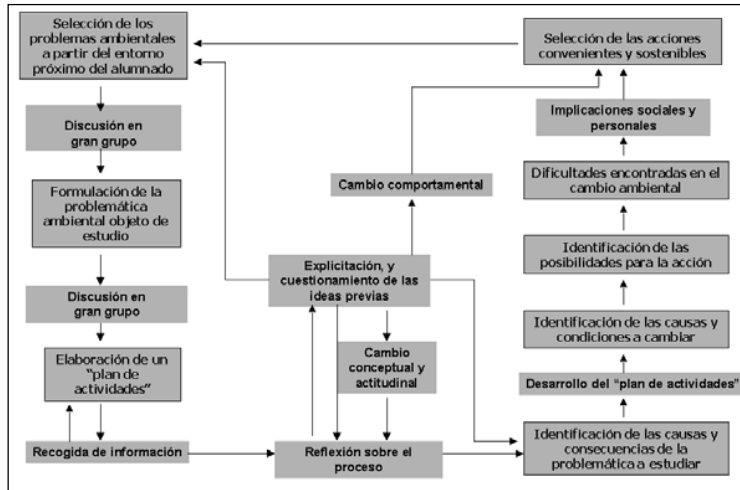 Selección de los
problemas ambientales
a partir del entorno
próximo del alumnado
Discusión en
gran grupo
Formulación de la
problemática
ambiental objeto de
estudio
Discusión en
gran grupo
Elaboración de un
"plan de
actividades"
Recogida de información
Cambio comportamental
Explicitación, y
cuestionamiento de las
ideas previas
Cambio
conceptual y
actitudinal
Reflexión sobre el
proceso
Selección de las acciones
convenientes y sostenibles
Implicaciones sociales y
personales
Dificultades encontradas en el
cambio ambiental
Identificación de las
posibilidades para la acción
Identificación de las causas y
condiciones a cambiar
Desarrollo del "plan de actividades"
Identificación de las causas y
consecuencias de la
problemática a estudiar